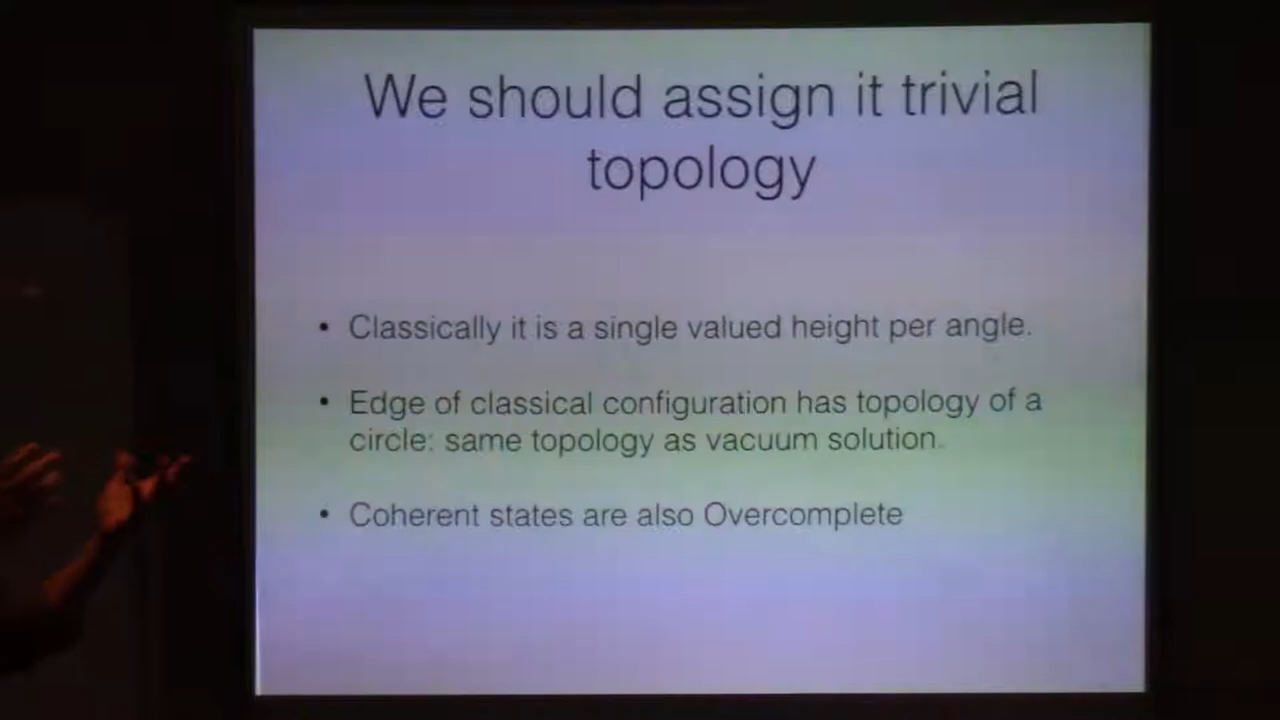 We should assign it trivial
topology
• Classically it is a single valued height per angle.
• Edge of classical configuration has topology of a
circle: same topology as vacuum solution.
• Coherent states are also Overcomplete